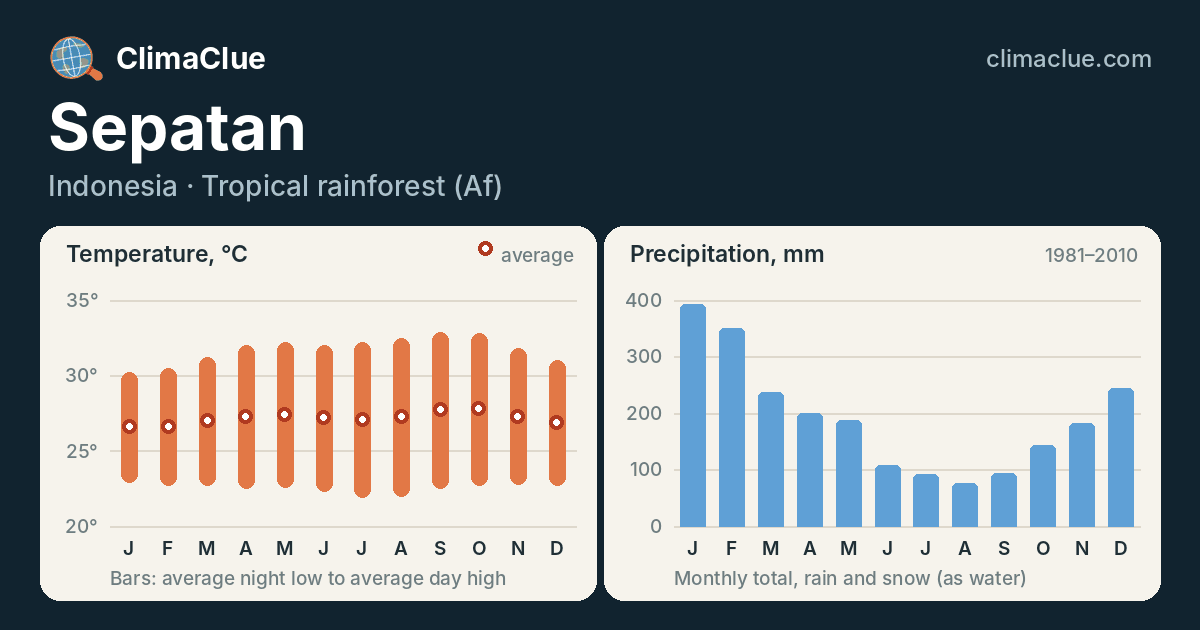 ClimaClue
climaclue.com
Sepatan
Indonesia · Tropical rainforest (Af)
Temperature, °C
average
35°
30°
25°
20°
J F M A M J J A S O N D
Bars: average night low to average day high
Precipitation, mm
1981–2010
400
300
200
100
0
J F M A M J J A S O N D
Monthly total, rain and snow (as water)